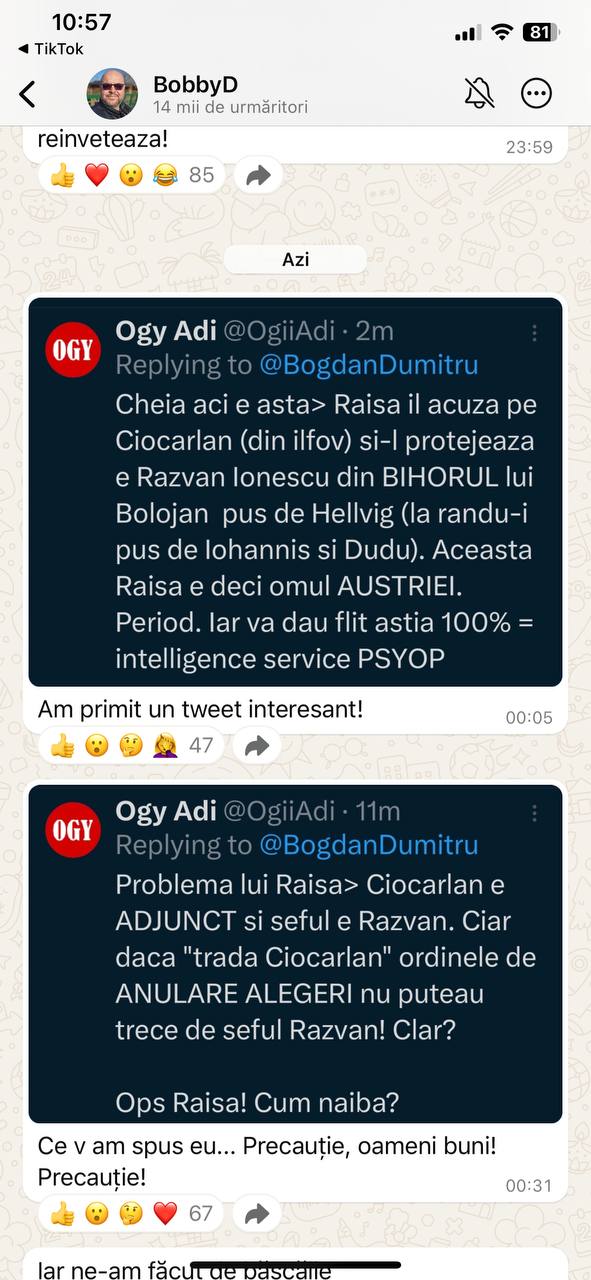 10:57
81
◀ TikTok
BobbyD
14 mii de urmăritori
reinveteaza!
23:59
85
Azi
OGY
Ogy Adi @OgiiAdi · 2m
Replying to @BogdanDumitru
Cheia aci e asta> Raisa il acuza pe
Ciocarlan (din ilfov) si-l protejeaza
e Razvan Ionescu din BIHORUL lui
Bolojan pus de Hellvig (la randu-i
pus de Iohannis si Dudu). Aceasta
Raisa e deci omul AUSTRIEI.
Period. Iar va dau flit astia 100% =
intelligence service PSYOP
Am primit un tweet interesant!
00:05
47
OGY
Ogy Adi @OgiiAdi · 11m
Replying to @BogdanDumitru
Problema lui Raisa> Ciocarlan e
ADJUNCT si seful e Razvan. Ciar
daca "trada Ciocarlan" ordinele de
ANULARE ALEGERI nu puteau
trece de seful Razvan! Clar?
Ops Raisa! Cum naiba?
Ce v am spus eu... Precauție, oameni buni!
Precauție!
00:31
67
Iar ne-am făcut de băscălie